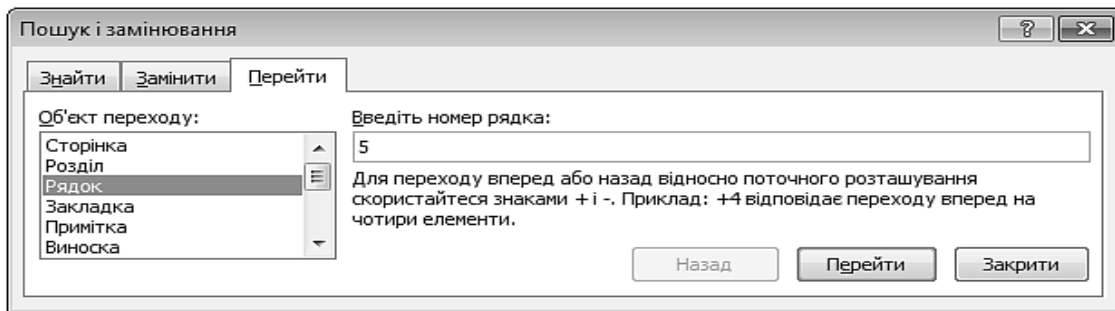 Пошук і замінювання
Знайти Замінити Перейти
Об'єкт переходу:
Сторінка
Розділ
Рядок
Закладка
Примітка
Виноска
Введіть номер рядка:
5
Для переходу вперед або назад відносно поточного розташування
скористайтеся знаками + і -. Приклад: +4 відповідає переходу вперед на
чотири елементи.
Назад Перейти Закрити